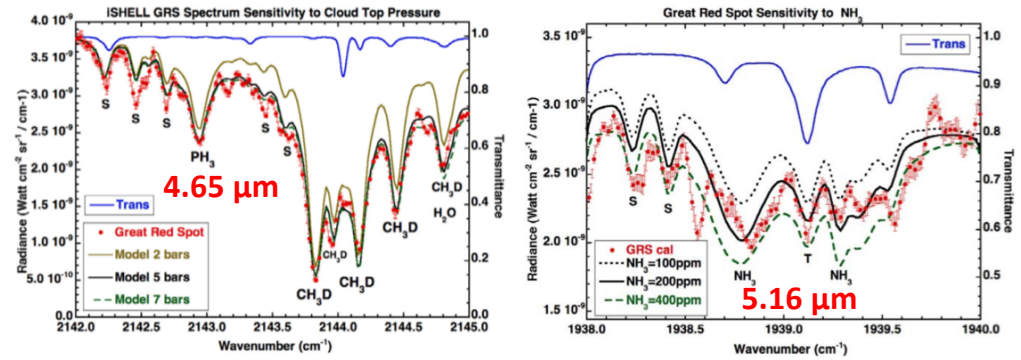 iSHELL GRS Spectrum Sensitivity to Cloud Top Pressure
4.0 10⁻⁹
3.5 10⁻⁹
3.0 10⁻⁹
2.5 10⁻⁹
2.0 10⁻⁹
1.5 10⁻⁹
1.0 10⁻⁹
5.0 10⁻¹⁰
0.0
Radiance (Watt cm⁻² sr⁻¹ / cm-1)
1.0
0.8
0.6
0.4
0.2
0.0
Transmittance
S
S
S
PH₃
S
S
CH₃D
CH₃D
CH₃D
CH₃D
CH₃D
H₂O
4.65 µm
Trans
Great Red Spot
Model 2 bars
Model 5 bars
Model 7 bars
2142.0 2142.5 2143.0 2143.5 2144.0 2144.5 2145.0
Wavenumber (cm⁻¹)
Great Red Spot Sensitivity to NH₃
3.5 10⁻⁹
3.0 10⁻⁹
2.5 10⁻⁹
2.0 10⁻⁹
1.5 10⁻⁹
Radiance (Watt cm⁻² sr⁻¹ / cm-1)
Trans
1.0
0.9
0.8
0.7
0.6
0.5
Transmittance
S
S
NH₃
T
NH₃
5.16 µm
GRS cal
NH₃=100ppm
NH₃=200ppm
NH₃=400ppm
1938.0 1938.5 1939.0 1939.5 1940.0
Wavenumber (cm⁻¹)